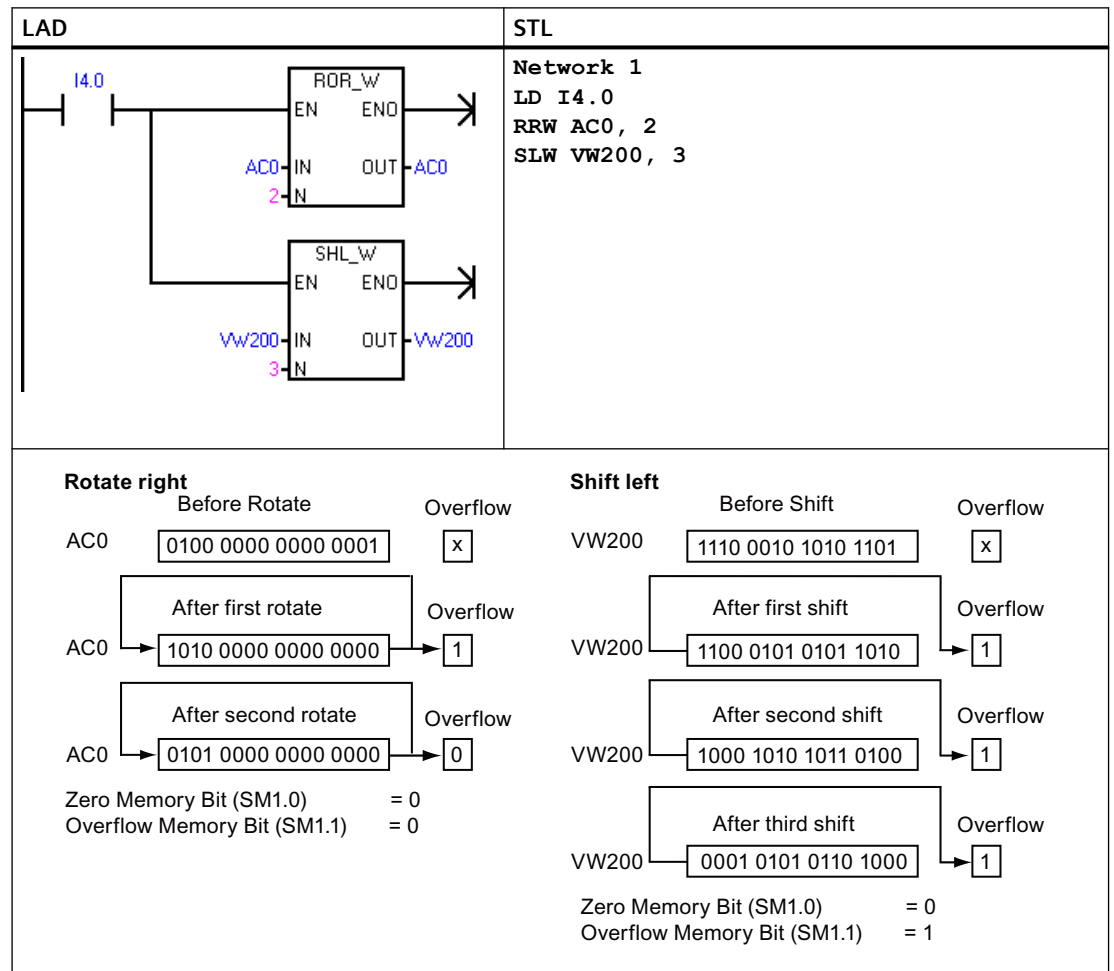 LAD
STL
I4.0
ROR_W
EN ENO
AC0 IN OUT AC0
2 N
SHL_W
EN ENO
VW200 IN OUT VW200
3 N
Network 1
LD I4.0
RRW AC0, 2
SLW VW200, 3
Rotate right
Before Rotate Overflow
AC0 0100 0000 0000 0001 x
After first rotate Overflow
AC0 1010 0000 0000 0000 1
After second rotate Overflow
AC0 0101 0000 0000 0000 0
Zero Memory Bit (SM1.0) = 0
Overflow Memory Bit (SM1.1) = 0
Shift left
Before Shift Overflow
VW200 1110 0010 1010 1101 x
After first shift Overflow
VW200 1100 0101 0101 1010 1
After second shift Overflow
VW200 1000 1010 1011 0100 1
After third shift Overflow
VW200 0001 0101 0110 1000 1
Zero Memory Bit (SM1.0) = 0
Overflow Memory Bit (SM1.1) = 1